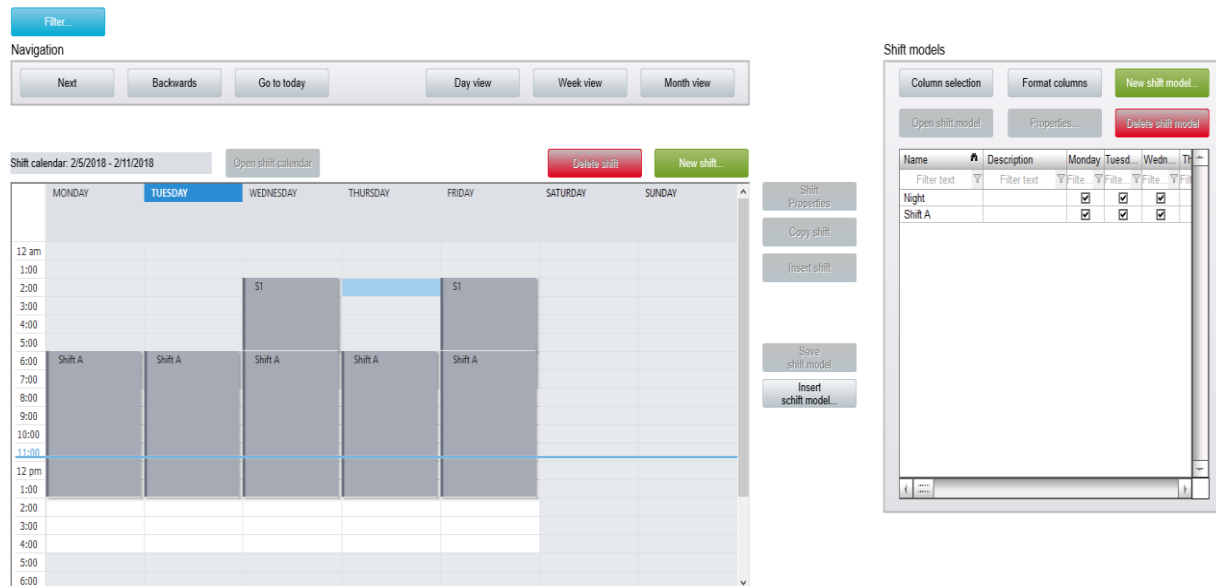 Filter...
Navigation
Next Backwards Go to today Day view Week view Month view
Shift models
Column selection Format columns New shift model...
Open shift model Properties... Delete shift model
Shift calendar: 2/5/2018 - 2/11/2018 Open shift calendar Delete shift New shift...
Name Description Monday Tuesd... Wedn... Th
Filter text Filter text Filte... Filte... Filte... Fil
Night
Shift A
MONDAY TUESDAY WEDNESDAY THURSDAY FRIDAY SATURDAY SUNDAY
Shift
Properties
Copy shift
Insert shift
Save
shift model
Insert
schift model...
12 am
1:00
2:00 S1 S1
3:00
4:00
5:00
6:00 Shift A Shift A Shift A Shift A Shift A
7:00
8:00
9:00
10:00
11:00
12 pm
1:00
2:00
3:00
4:00
5:00
6:00